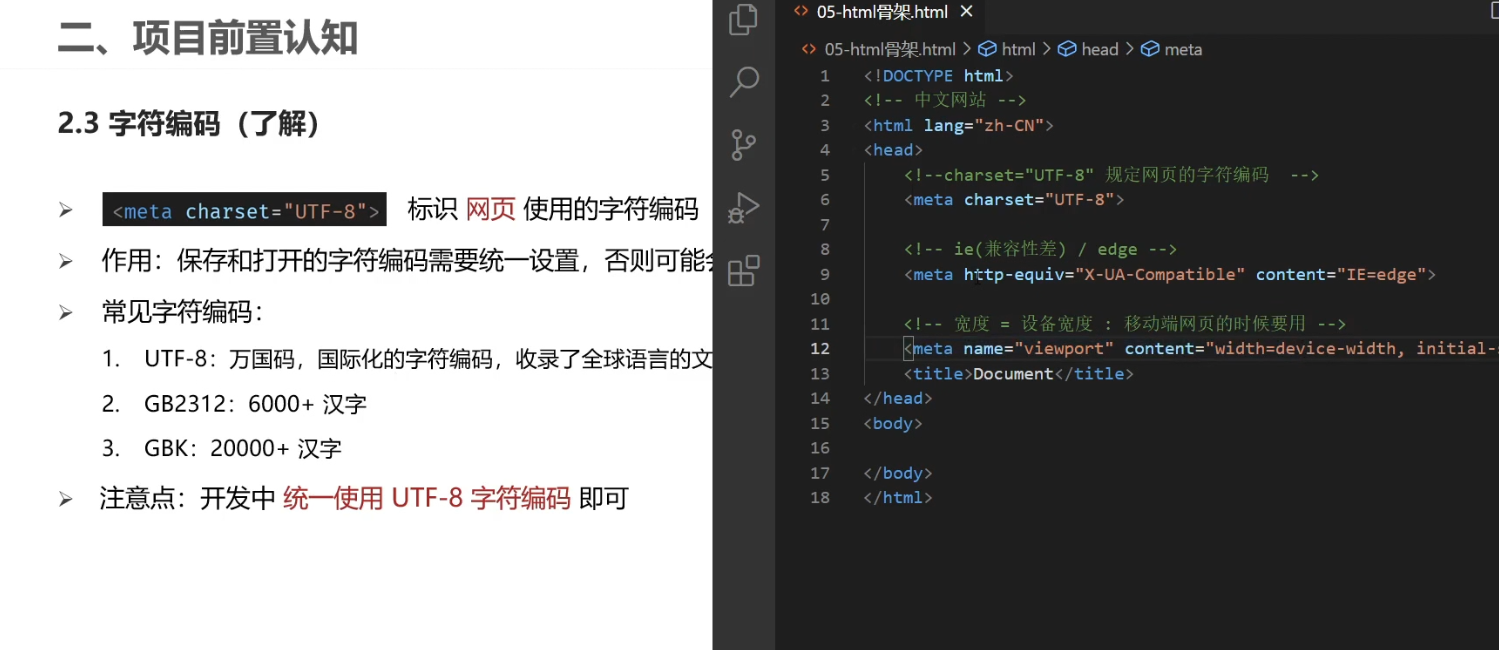 二、项目前置认知
2.3 字符编码（了解）
<meta charset="UTF-8"> 标识 网页 使用的字符编码
作用：保存和打开的字符编码需要统一设置，否则可能
常见字符编码：
1. UTF-8：万国码，国际化的字符编码，收录了全球语言的文
2. GB2312：6000+ 汉字
3. GBK：20000+ 汉字
注意点：开发中 统一使用 UTF-8 字符编码 即可
05-html骨架.html
05-html骨架.html > html > head > meta
1 <!DOCTYPE html>
2 <!-- 中文网站 -->
3 <html lang="zh-CN">
4 <head>
5 <!--charset="UTF-8" 规定网页的字符编码 -->
6 <meta charset="UTF-8">
7
8 <!-- ie(兼容性差) / edge -->
9 <meta http-equiv="X-UA-Compatible" content="IE=edge">
10
11 <!-- 宽度 = 设备宽度 : 移动端网页的时候要用 -->
12 <meta name="viewport" content="width=device-width, initial-
13 <title>Document</title>
14 </head>
15 <body>
16
17 </body>
18 </html>